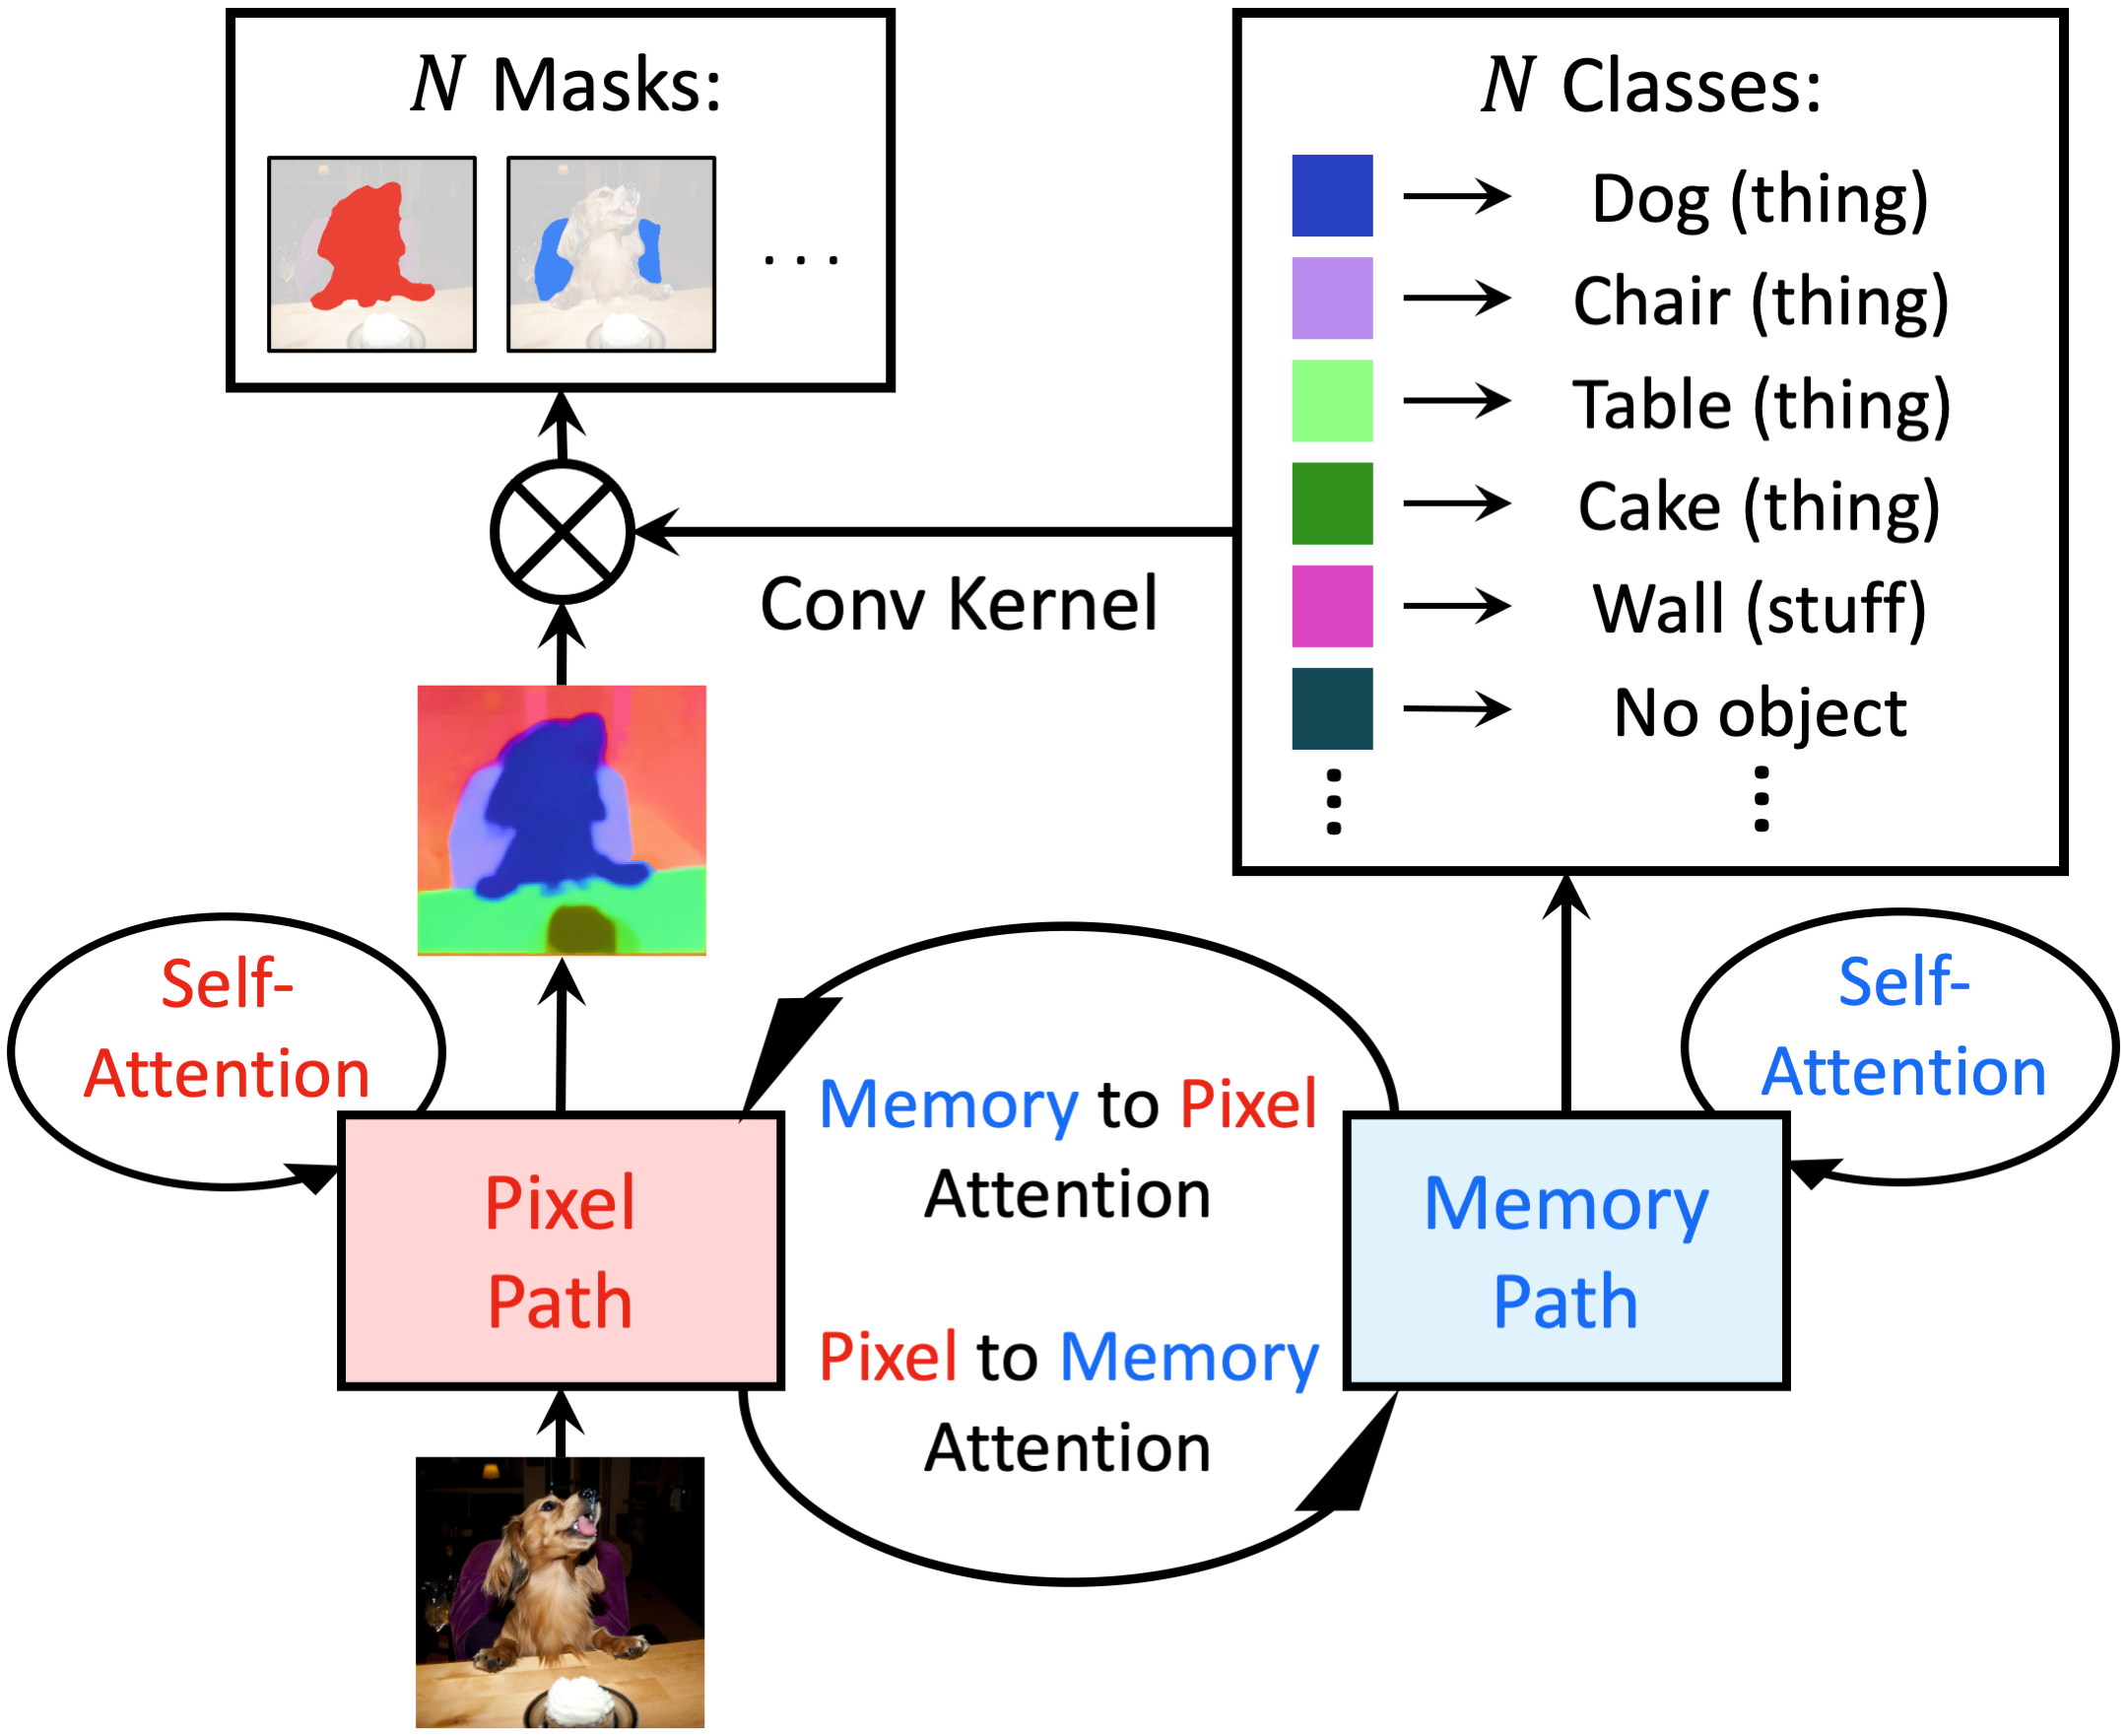 N Masks:
. . .
N Classes:
Dog (thing)
Chair (thing)
Table (thing)
Cake (thing)
Wall (stuff)
No object
Conv Kernel
Self-
Attention
Memory to Pixel
Attention
Self-
Attention
Pixel
Path
Memory
Path
Pixel to Memory
Attention